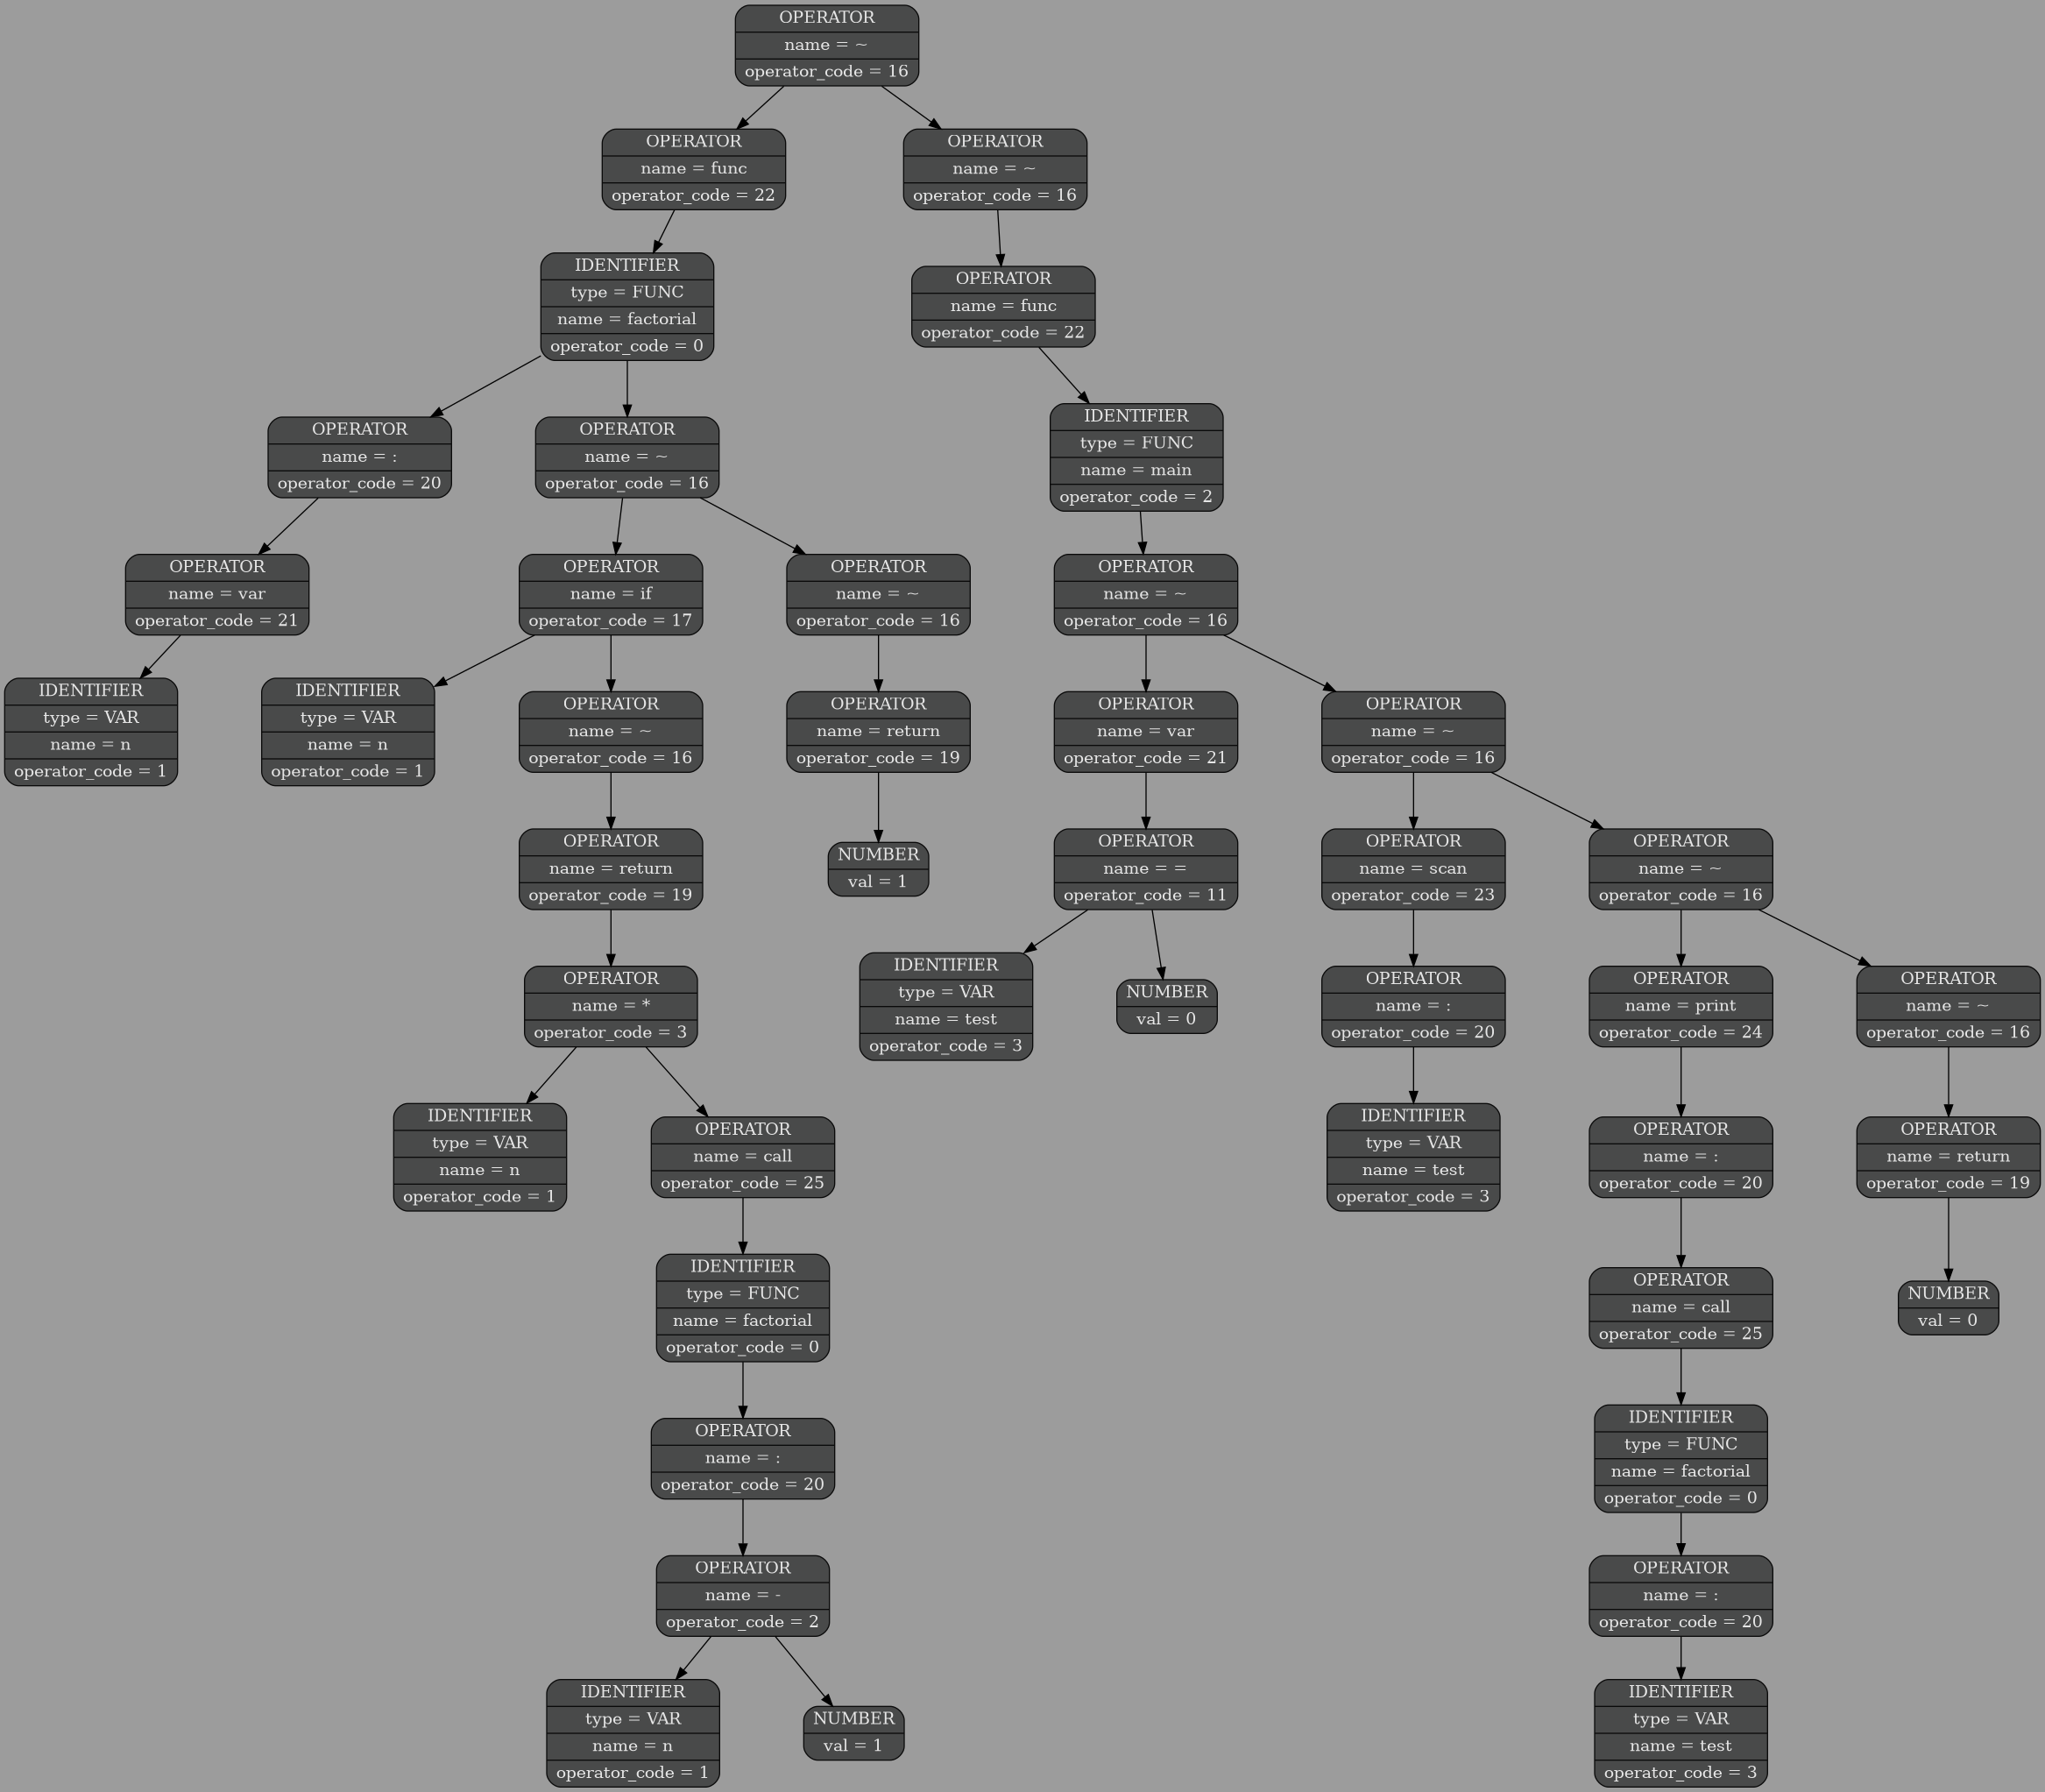 OPERATOR
name = ~
operator_code = 16
OPERATOR
name = func
operator_code = 22
OPERATOR
name = ~
operator_code = 16
IDENTIFIER
type = FUNC
name = factorial
operator_code = 0
OPERATOR
name = func
operator_code = 22
OPERATOR
name = :
operator_code = 20
OPERATOR
name = ~
operator_code = 16
IDENTIFIER
type = FUNC
name = main
operator_code = 2
OPERATOR
name = var
operator_code = 21
OPERATOR
name = if
operator_code = 17
OPERATOR
name = ~
operator_code = 16
OPERATOR
name = ~
operator_code = 16
IDENTIFIER
type = VAR
name = n
operator_code = 1
IDENTIFIER
type = VAR
name = n
operator_code = 1
OPERATOR
name = ~
operator_code = 16
OPERATOR
name = return
operator_code = 19
OPERATOR
name = var
operator_code = 21
OPERATOR
name = ~
operator_code = 16
OPERATOR
name = return
operator_code = 19
NUMBER
val = 1
OPERATOR
name = =
operator_code = 11
OPERATOR
name = scan
operator_code = 23
OPERATOR
name = ~
operator_code = 16
OPERATOR
name = *
operator_code = 3
IDENTIFIER
type = VAR
name = test
operator_code = 3
NUMBER
val = 0
OPERATOR
name = :
operator_code = 20
OPERATOR
name = print
operator_code = 24
OPERATOR
name = ~
operator_code = 16
IDENTIFIER
type = VAR
name = n
operator_code = 1
OPERATOR
name = call
operator_code = 25
IDENTIFIER
type = VAR
name = test
operator_code = 3
OPERATOR
name = :
operator_code = 20
OPERATOR
name = return
operator_code = 19
IDENTIFIER
type = FUNC
name = factorial
operator_code = 0
OPERATOR
name = call
operator_code = 25
NUMBER
val = 0
OPERATOR
name = :
operator_code = 20
IDENTIFIER
type = FUNC
name = factorial
operator_code = 0
OPERATOR
name = -
operator_code = 2
OPERATOR
name = :
operator_code = 20
IDENTIFIER
type = VAR
name = n
operator_code = 1
NUMBER
val = 1
IDENTIFIER
type = VAR
name = test
operator_code = 3